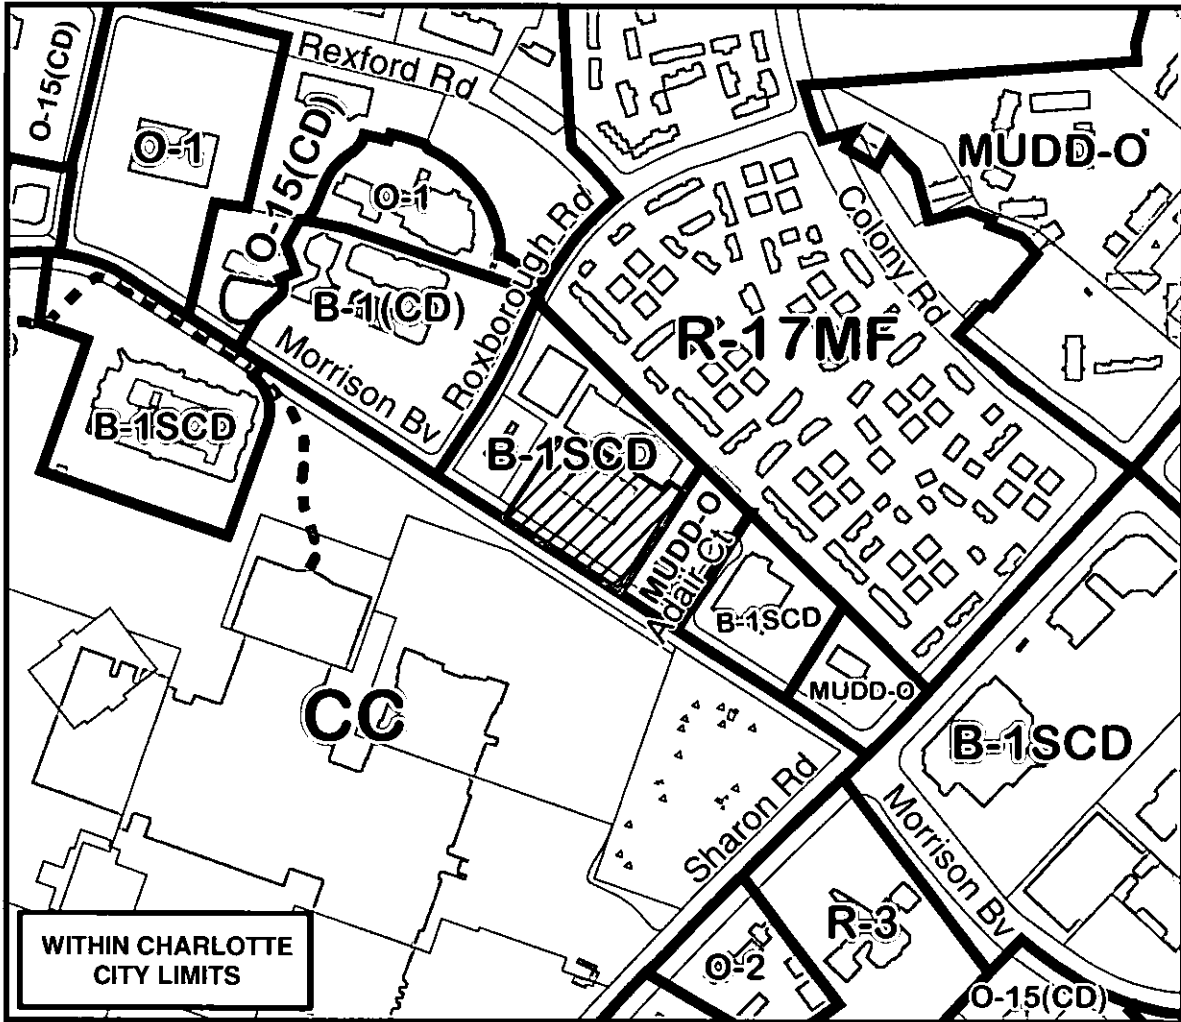 Rexford Rd
O-15(CD)
O-1
O-15(CD)
MUDD-O
O-1
Roxborough Rd
Colony Rd
B-1(CD)
R-17MF
Morrison Bv
B-1SCD
B-1SCD
MUDD-O
Adair Ct
B-1SCD
MUDD-O
CC
B-1SCD
Sharon Rd
Morrison Bv
R-3
O-2
O-15(CD)
WITHIN CHARLOTTE
CITY LIMITS